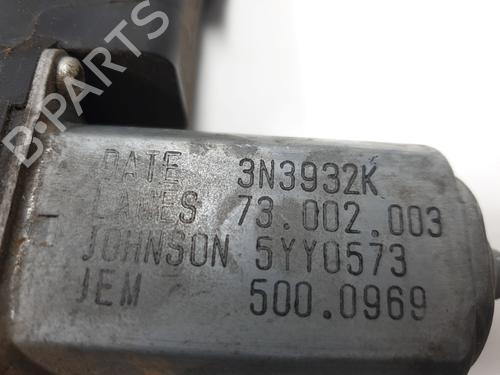 B-PARTS
DATE 3N3932K
LAMES 73.002.003
JOHNSON 5YY0573
JEM 500.0969